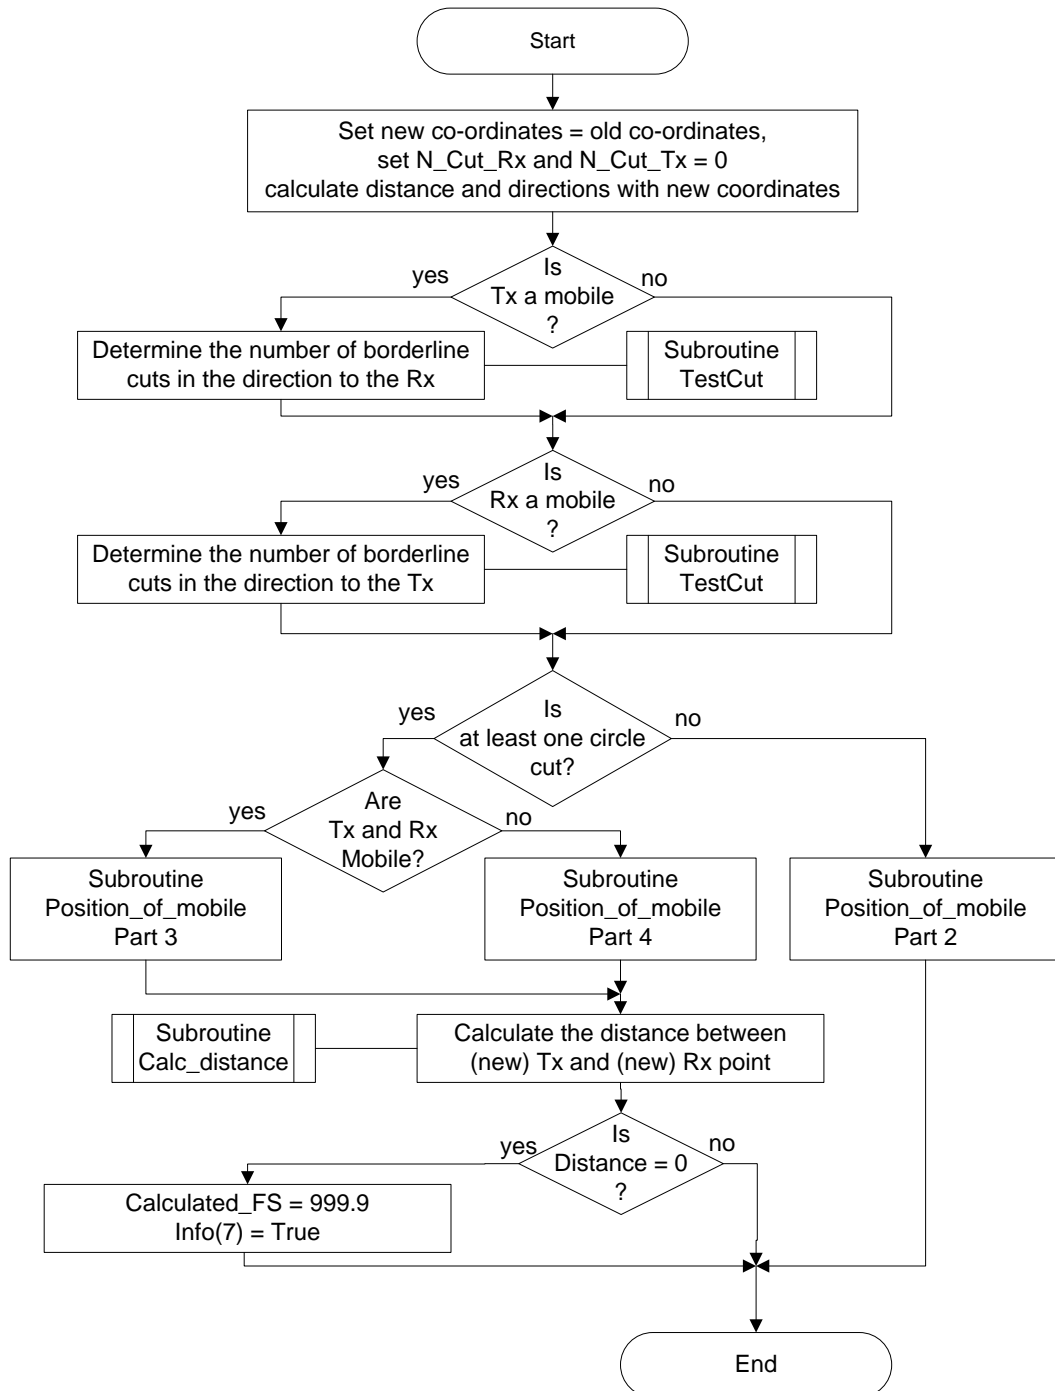 Start
Set new co-ordinates = old co-ordinates,
set N_Cut_Rx and N_Cut_Tx = 0
calculate distance and directions with new coordinates
Is
Tx a mobile
?
yes
no
Determine the number of borderline
cuts in the direction to the Rx
Subroutine
TestCut
Is
Rx a mobile
?
yes
no
Determine the number of borderline
cuts in the direction to the Tx
Subroutine
TestCut
Is
at least one circle
cut?
yes
no
Are
Tx and Rx
Mobile?
yes
no
Subroutine
Position_of_mobile
Part 3
Subroutine
Position_of_mobile
Part 4
Subroutine
Position_of_mobile
Part 2
Subroutine
Calc_distance
Calculate the distance between
(new) Tx and (new) Rx point
Is
Distance = 0
?
yes
no
Calculated_FS = 999.9
Info(7) = True
End